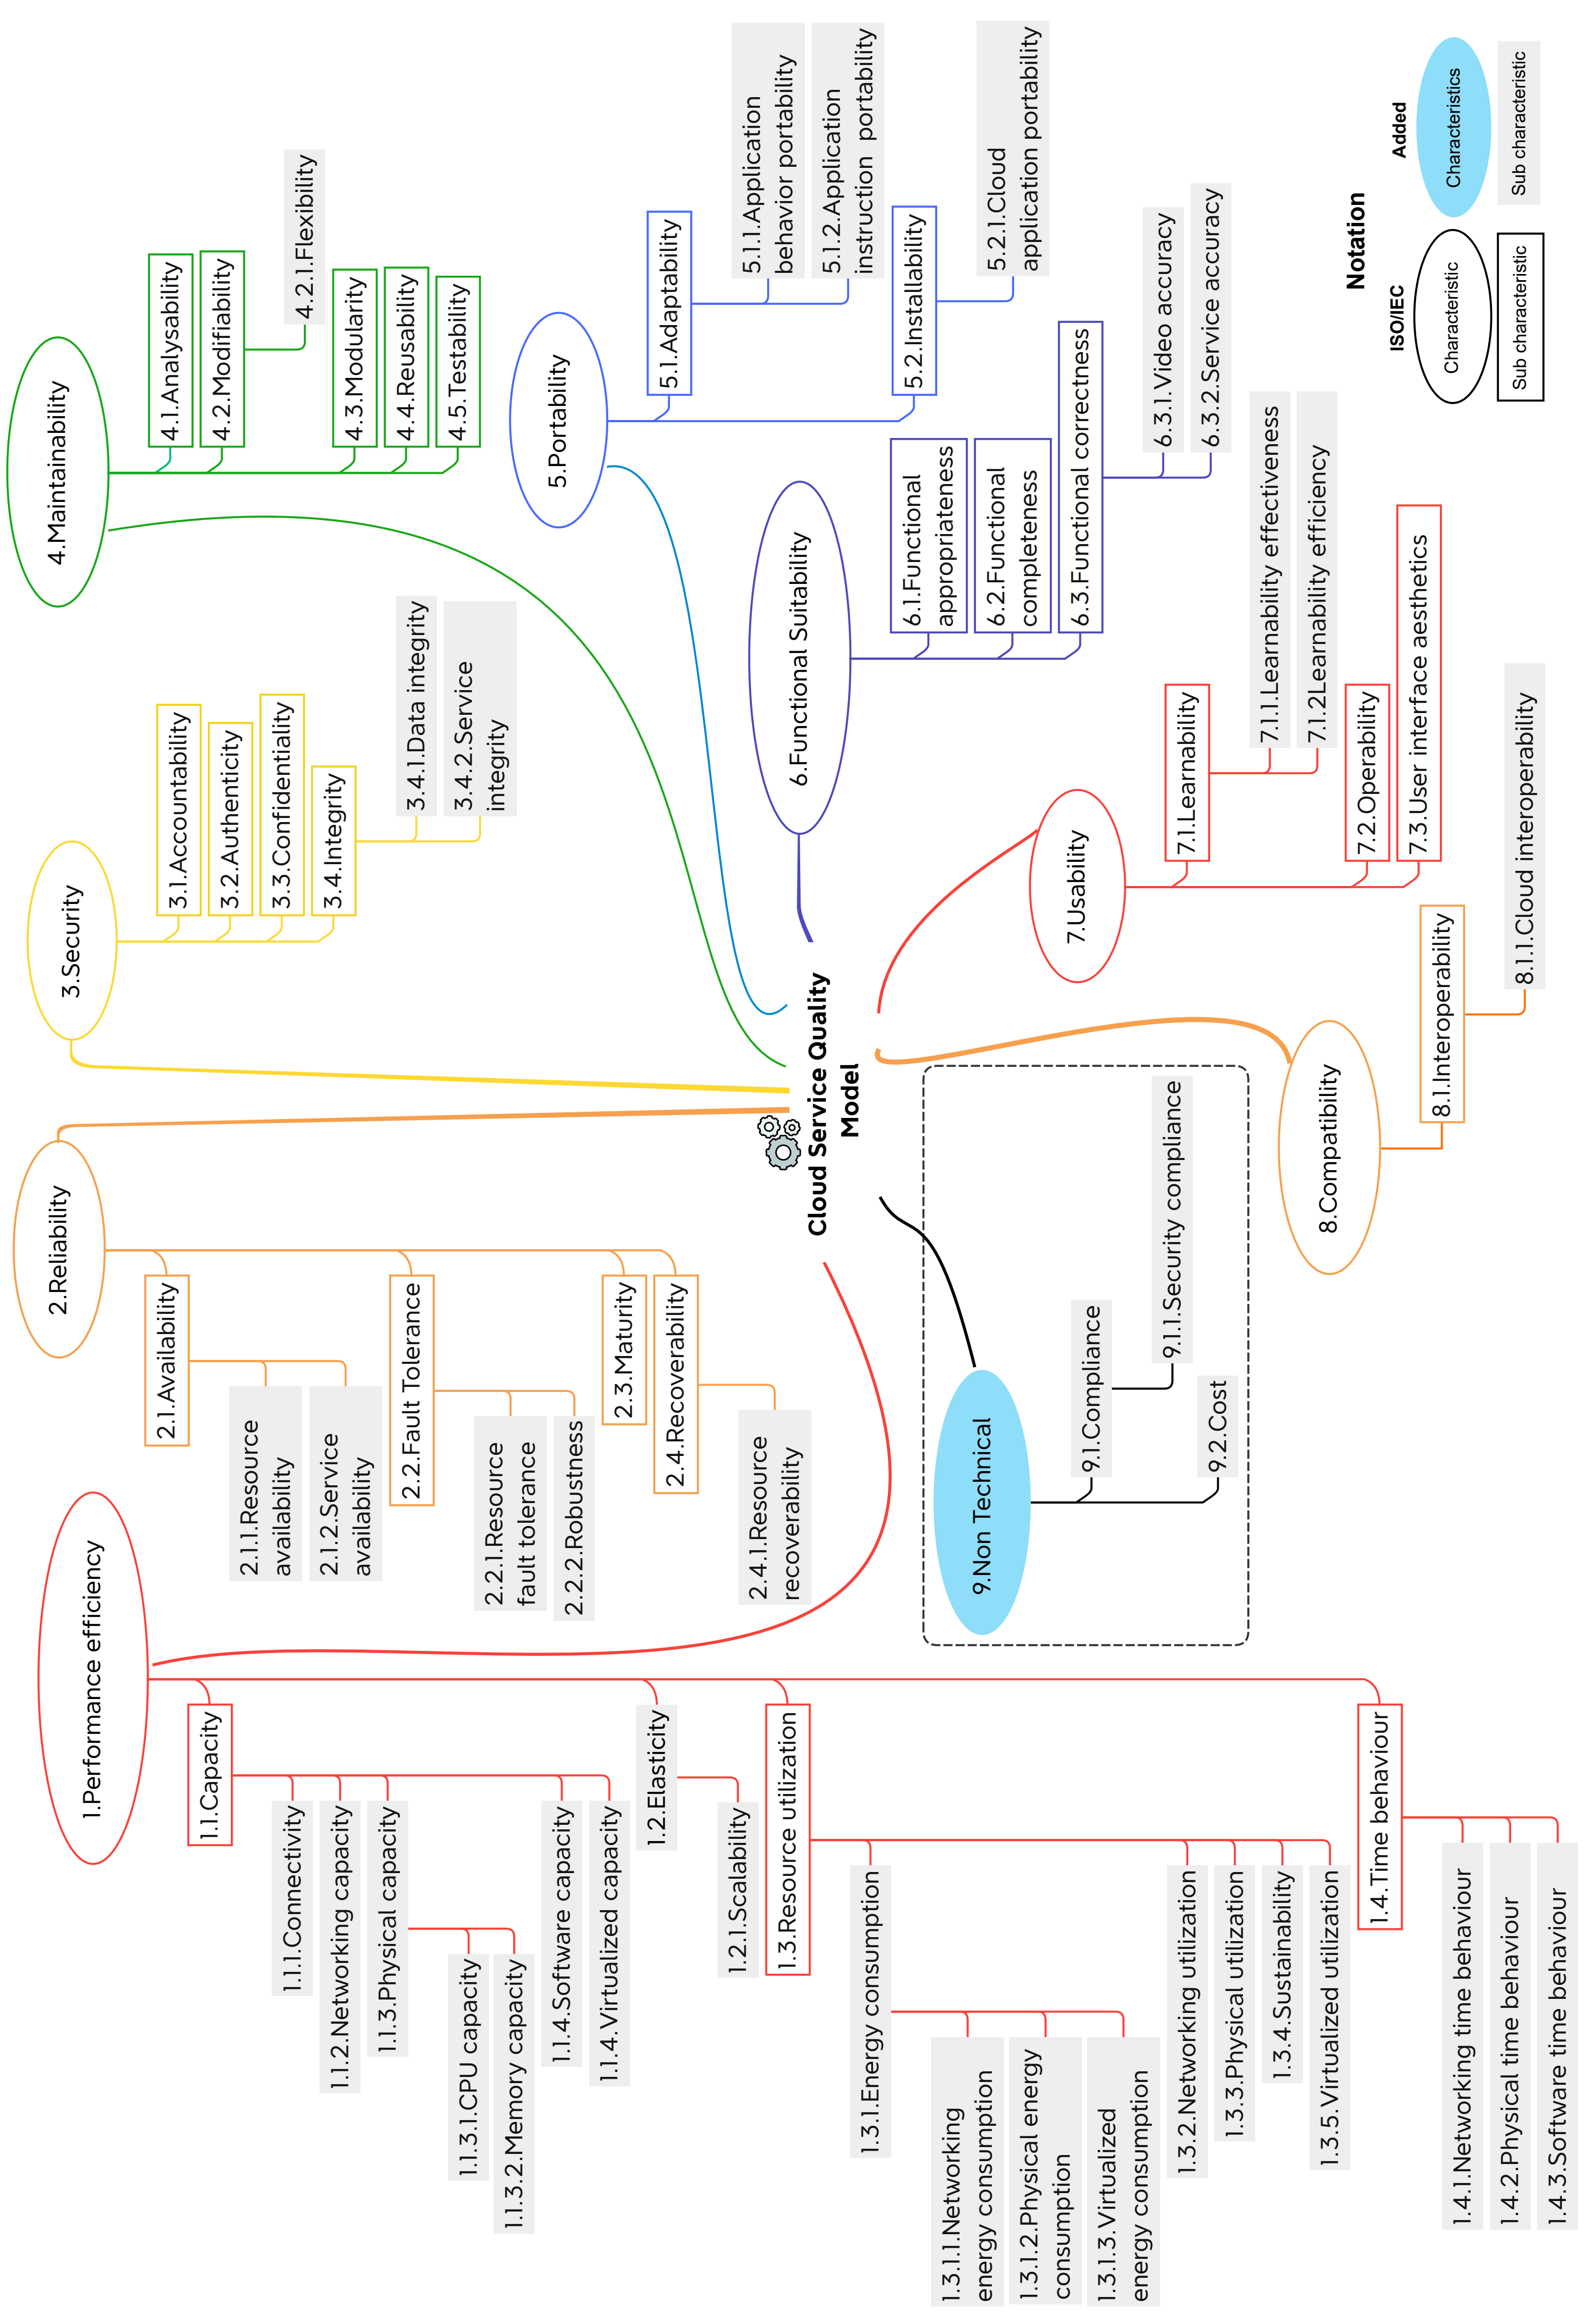 1.Performance efficiency
1.1.Capacity
1.1.1.Connectivity
1.1.2.Networking capacity
1.1.3.Physical capacity
1.1.3.1.CPU capacity
1.1.3.2.Memory capacity
1.1.4.Software capacity
1.1.4.Virtualized capacity
1.2.Elasticity
1.2.1.Scalability
1.3.Resource utilization
1.3.1.Energy consumption
1.3.1.1.Networking
energy consumption
1.3.1.2.Physical energy
consumption
1.3.1.3.Virtualized
energy consumption
1.3.2.Networking utilization
1.3.3.Physical utilization
1.3.4.Sustainability
1.3.5.Virtualized utilization
1.4.Time behaviour
1.4.1.Networking time behaviour
1.4.2.Physical time behaviour
1.4.3.Software time behaviour
2.Reliability
2.1.Availability
2.1.1.Resource
availability
2.1.2.Service
availability
2.2.Fault Tolerance
2.2.1.Resource
fault tolerance
2.2.2.Robustness
2.3.Maturity
2.4.Recoverability
2.4.1.Resource
recoverability
3.Security
3.1.Accountability
3.2.Authenticity
3.3.Confidentiality
3.4.Integrity
3.4.1.Data integrity
3.4.2.Service
integrity
4.Maintainability
4.1.Analysability
4.2.Modifiability
4.2.1.Flexibility
4.3.Modularity
4.4.Reusability
4.5.Testability
5.Portability
5.1.Adaptability
5.1.1.Application
behavior portability
5.1.2.Application
instruction portability
5.2.Installability
5.2.1.Cloud
application portability
6.Functional Suitability
6.1.Functional
appropriateness
6.2.Functional
completeness
6.3.Functional correctness
6.3.1.Video accuracy
6.3.2.Service accuracy
Cloud Service Quality
Model
7.Usability
7.1.Learnability
7.1.1.Learnability effectiveness
7.1.2Learnability efficiency
7.2.Operability
7.3.User interface aesthetics
8.Compatibility
8.1.Interoperability
8.1.1.Cloud interoperability
9.Non Technical
9.1.Compliance
9.1.1.Security compliance
9.2.Cost
Notation
ISO/IEC
Added
Characteristic
Characteristics
Sub characteristic
Sub characteristic